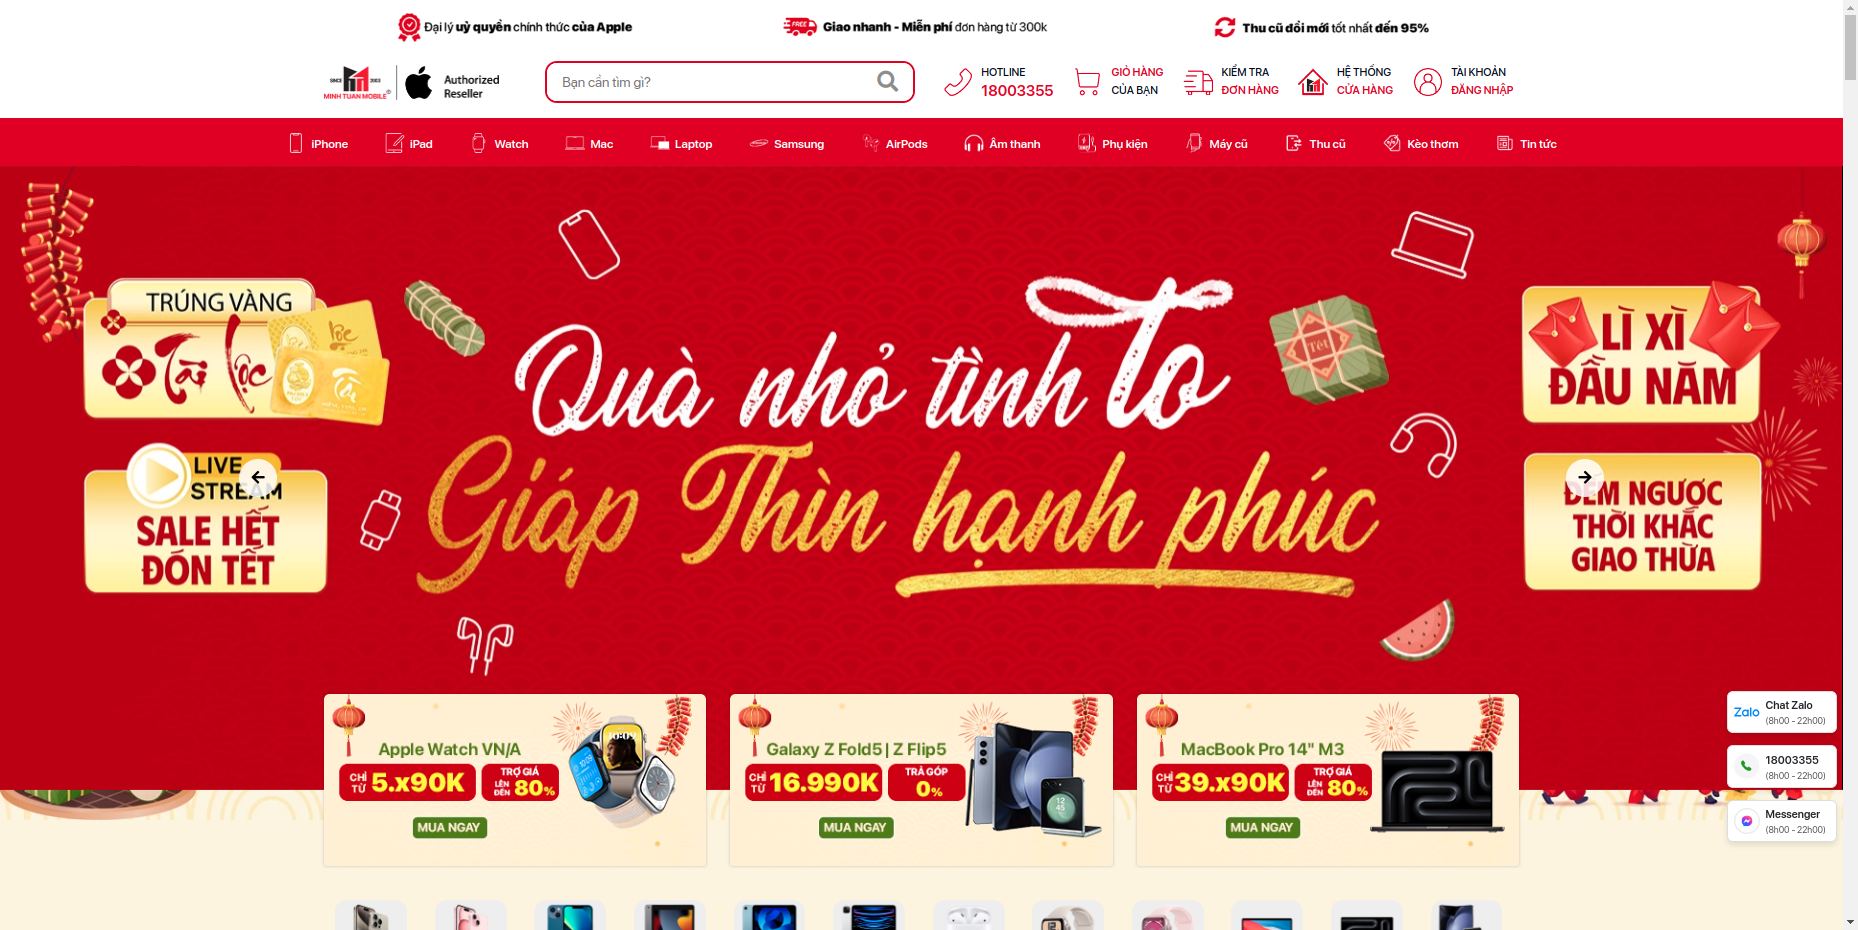 Đại lý uỷ quyền chính thức của Apple
Giao nhanh - Miễn phí đơn hàng từ 300k
Thu cũ đổi mới tốt nhất đến 95%
SINCE 2003
MINH TUAN MOBILE®
Authorized
Reseller
Bạn cần tìm gì?
HOTLINE
18003355
GIỎ HÀNG
CỦA BẠN
KIỂM TRA
ĐƠN HÀNG
HỆ THỐNG
CỬA HÀNG
TÀI KHOẢN
ĐĂNG NHẬP
iPhone
iPad
Watch
Mac
Laptop
Samsung
AirPods
Âm thanh
Phụ kiện
Máy cũ
Thu cũ
Kèo thơm
Tin tức
TRÚNG VÀNG
Tài lộc
LIVE
STREAM
SALE HẾT
ĐÓN TẾT
Quà nhỏ tình to
Giáp Thìn hạnh phúc
Tết
LÌ XÌ
ĐẦU NĂM
ĐẾM NGƯỢC
THỜI KHẮC
GIAO THỪA
Apple Watch VN/A
CHỈ TỪ 5.x90K
TRỢ GIÁ
LÊN ĐẾN 80%
MUA NGAY
Galaxy Z Fold5 | Z Flip5
CHỈ TỪ 16.990K
TRẢ GÓP
0%
MUA NGAY
MacBook Pro 14" M3
CHỈ TỪ 39.x90K
TRỢ GIÁ
LÊN ĐẾN 80%
MUA NGAY
Zalo
Chat Zalo
(8h00 - 22h00)
18003355
(8h00 - 22h00)
Messenger
(8h00 - 22h00)